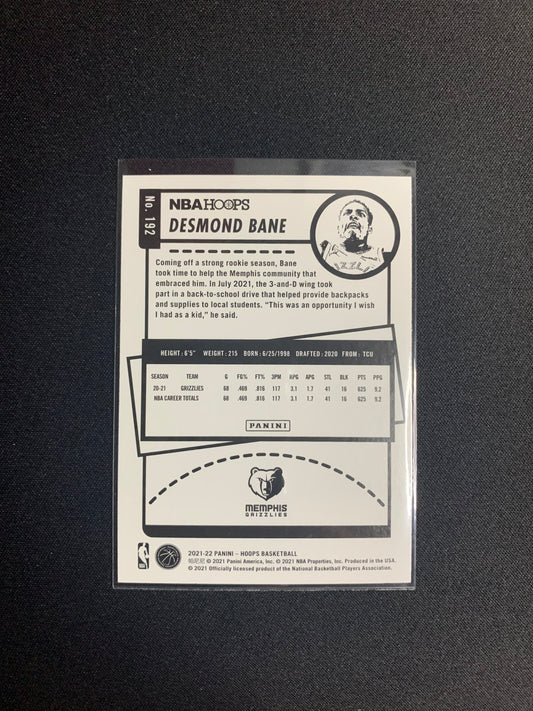 No. 192
NBA HOOPS
DESMOND BANE
Coming off a strong rookie season, Bane
took time to help the Memphis community that
embraced him. In July 2021, the 3-and-D wing took
part in a back-to-school drive that helped provide backpacks
and supplies to local students. "This was an opportunity I wish
I had as a kid," he said.
HEIGHT: 6'5" WEIGHT: 215 BORN: 6/25/1998 DRAFTED: 2020 FROM: TCU
SEASON TEAM G FG% FT% 3PM RPG APG STL BLK PTS PPG
20-21 GRIZZLIES 68 .469 .816 117 3.1 1.7 41 16 625 9.2
NBA CAREER TOTALS 68 .469 .816 117 3.1 1.7 41 16 625 9.2
PANINI
MEMPHIS
GRIZZLIES
2021-22 PANINI - HOOPS BASKETBALL
帕尼尼 © 2021 Panini America, Inc. © 2021 NBA Properties, Inc. Produced in the USA.
© 2021 Officially licensed product of the National Basketball Players Association.